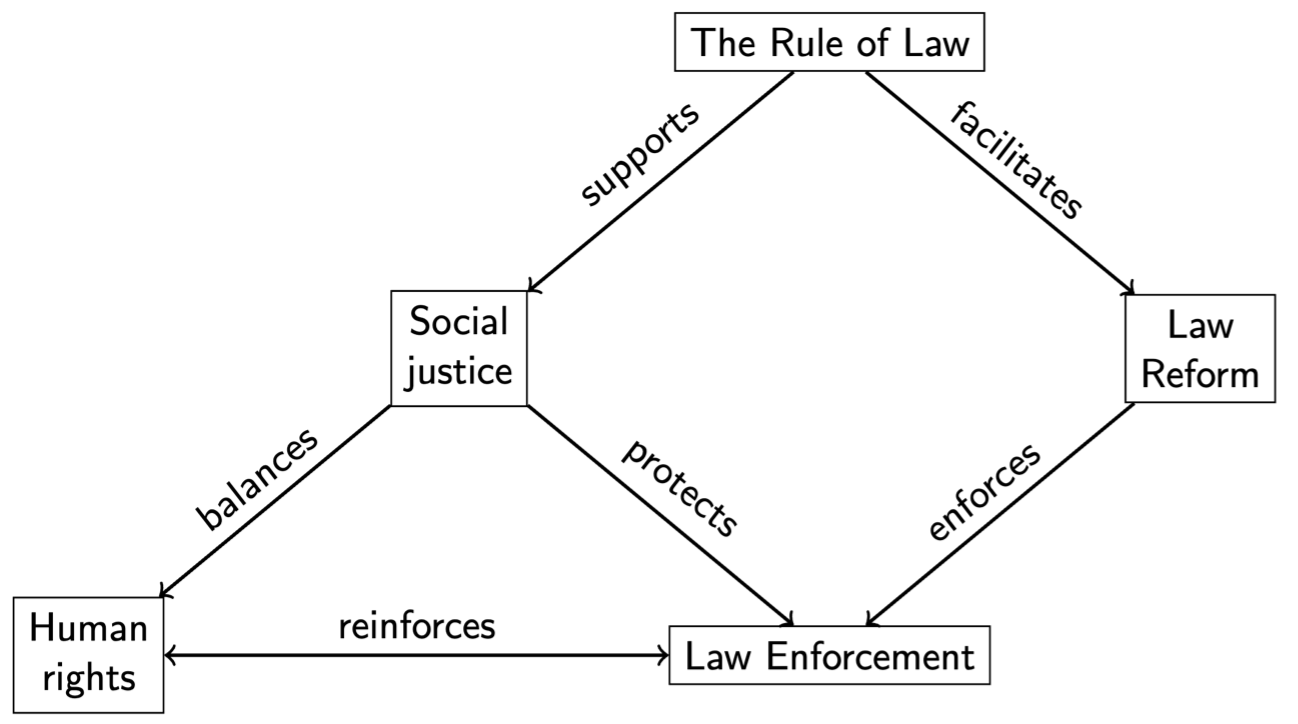 The Rule of Law
supports
facilitates
Social
justice
Law
Reform
balances
protects
enforces
Human
rights
reinforces
Law Enforcement